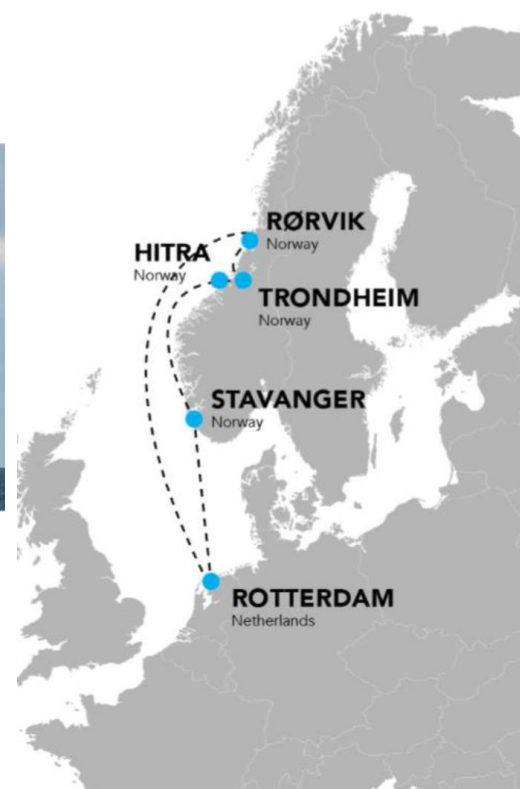 RØRVIK
Norway
HITRA
Norway
TRONDHEIM
Norway
STAVANGER
Norway
ROTTERDAM
Netherlands